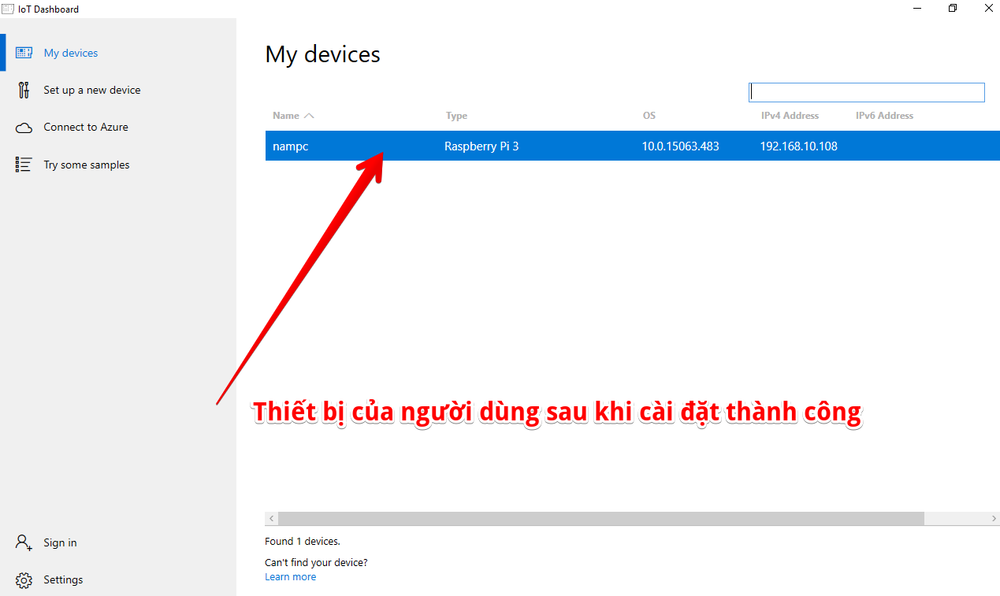 IoT Dashboard
My devices
Set up a new device
Connect to Azure
Try some samples
Sign in
Settings
My devices
Name Type OS IPv4 Address IPv6 Address
nampc Raspberry Pi 3 10.0.15063.483 192.168.10.108
Thiết bị của người dùng sau khi cài đặt thành công
Found 1 devices.
Can't find your device?
Learn more